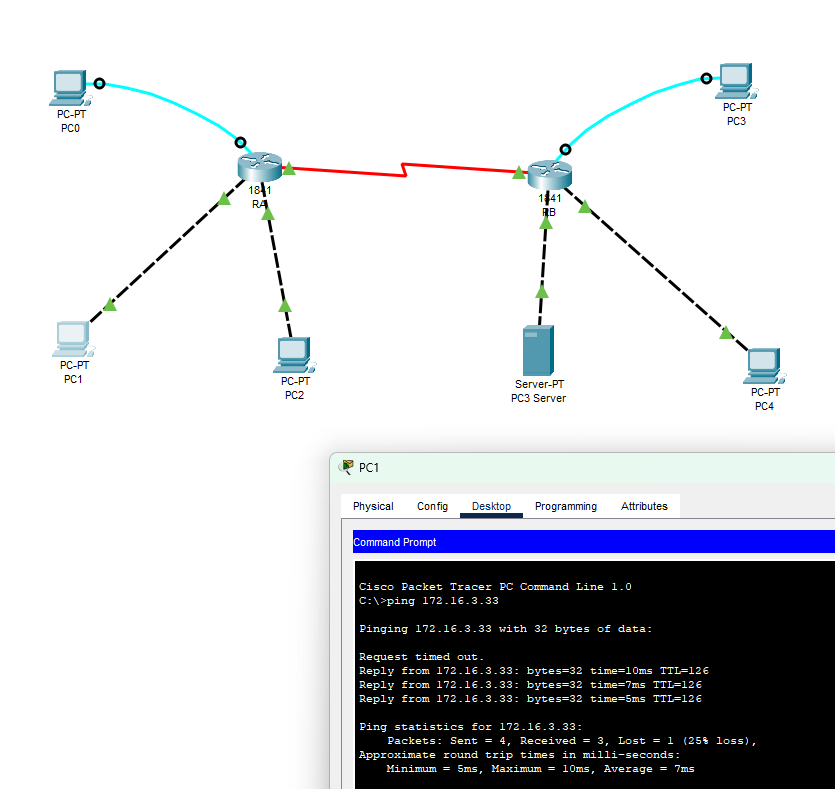 PC-PT
PC0
PC-PT
PC3
1841
RA
1841
RB
PC-PT
PC1
PC-PT
PC2
Server-PT
PC3 Server
PC-PT
PC4
PC1
Physical Config Desktop Programming Attributes
Command Prompt
Cisco Packet Tracer PC Command Line 1.0
C:\>ping 172.16.3.33
Pinging 172.16.3.33 with 32 bytes of data:
Request timed out.
Reply from 172.16.3.33: bytes=32 time=10ms TTL=126
Reply from 172.16.3.33: bytes=32 time=7ms TTL=126
Reply from 172.16.3.33: bytes=32 time=5ms TTL=126
Ping statistics for 172.16.3.33:
Packets: Sent = 4, Received = 3, Lost = 1 (25% loss),
Approximate round trip times in milli-seconds:
Minimum = 5ms, Maximum = 10ms, Average = 7ms